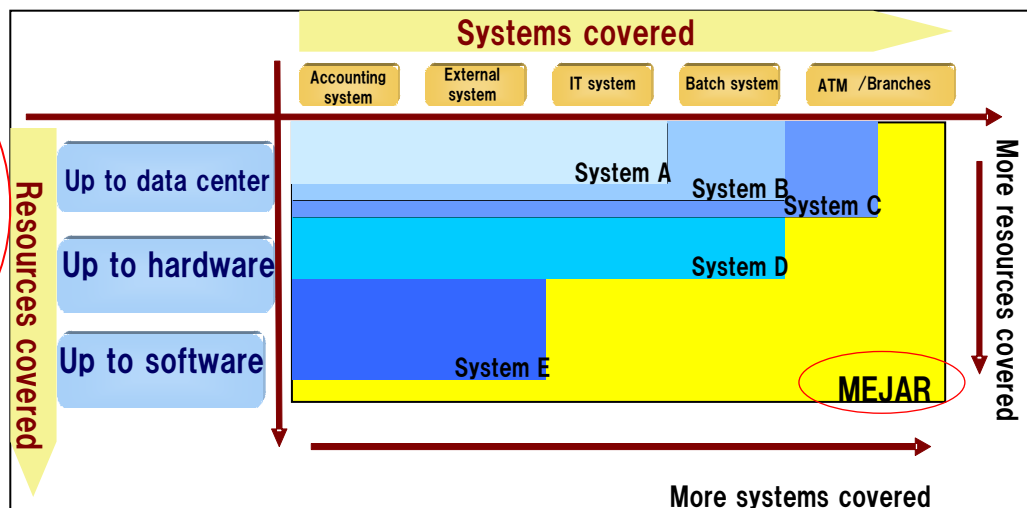 Systems covered
Accounting
system
External
system
IT system
Batch system
ATM /Branches
Resources covered
Up to data center
Up to hardware
Up to software
System A
System B
System C
System D
System E
MEJAR
More resources covered
More systems covered